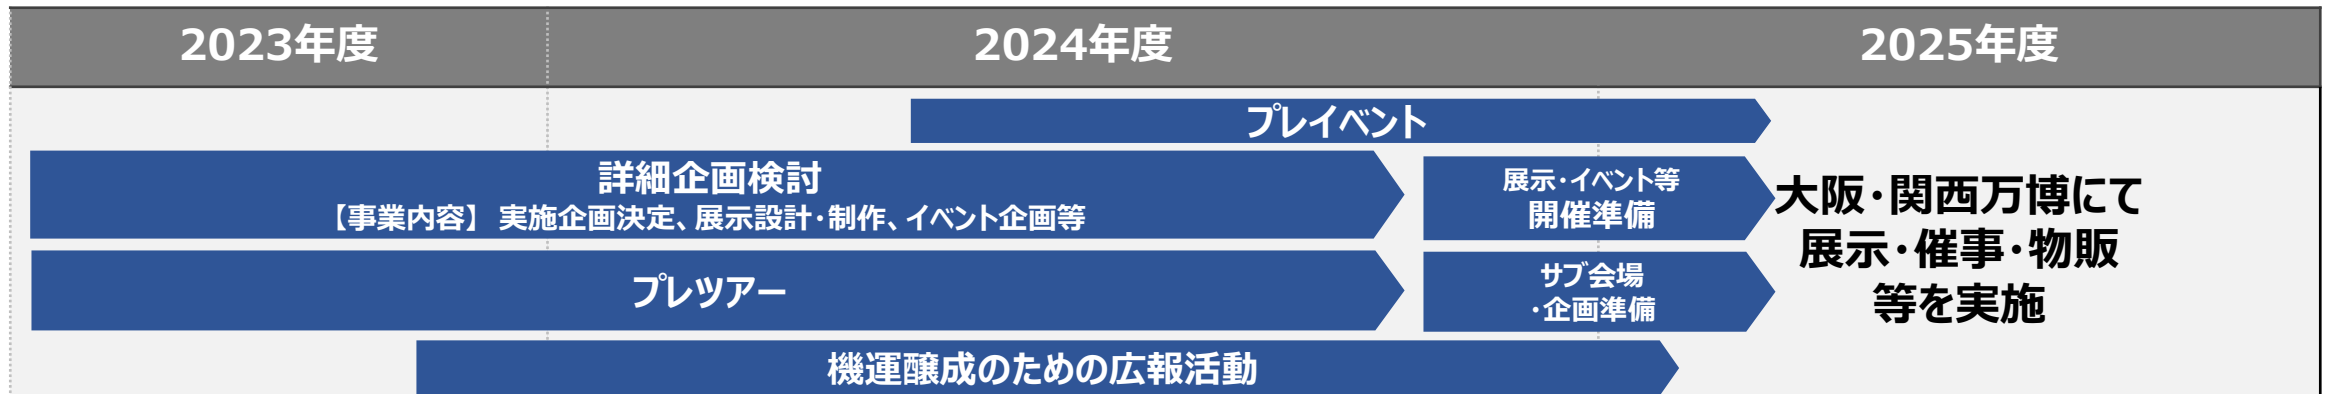 2023年度
2024年度
2025年度
プレイベント
詳細企画検討
【事業内容】 実施企画決定、展示設計・制作、イベント企画等
展示・イベント等
開催準備
プレツアー
サブ会場
・企画準備
機運醸成のための広報活動
大阪・関西万博にて
展示・催事・物販
等を実施